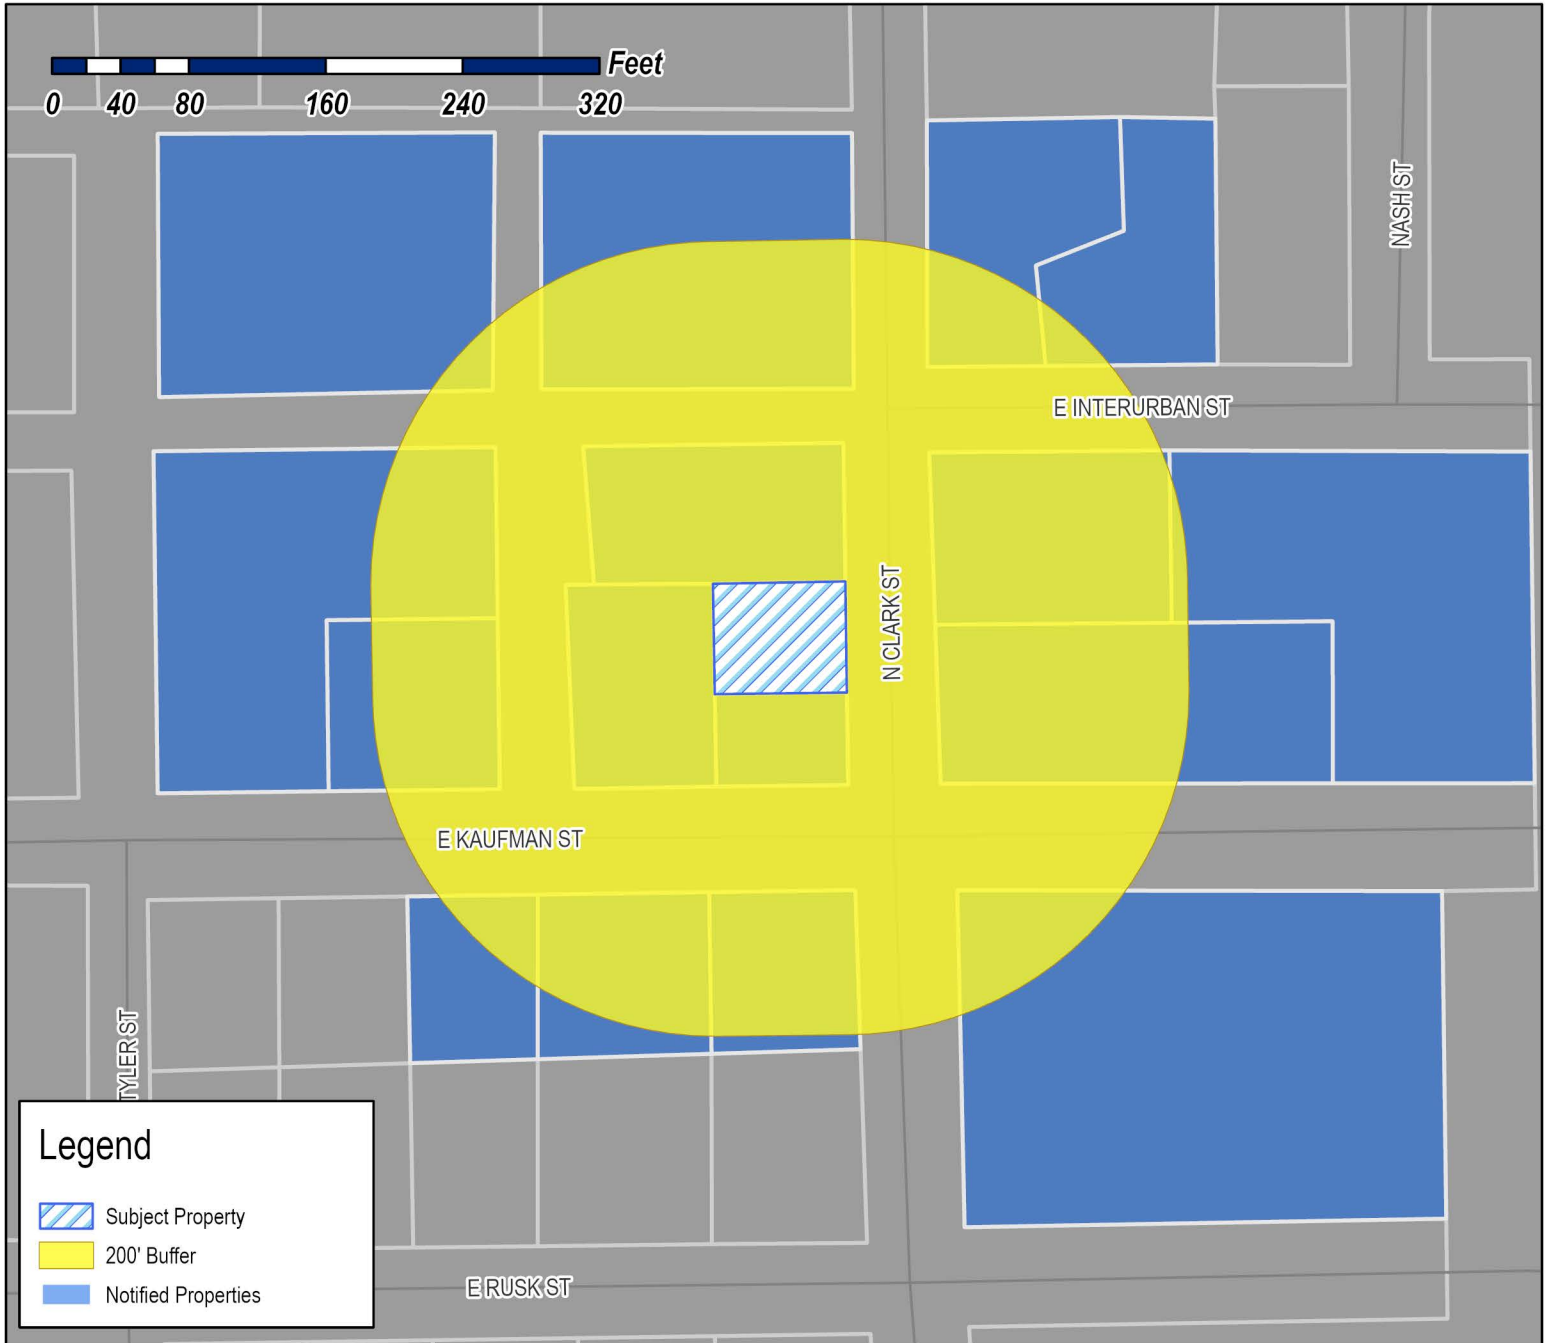 Feet
0 40 80 160 240 320
NASH ST
E INTERURBAN ST
N CLARK ST
E KAUFMAN ST
TYLER ST
Legend
Subject Property
200' Buffer
Notified Properties
E RUSK ST